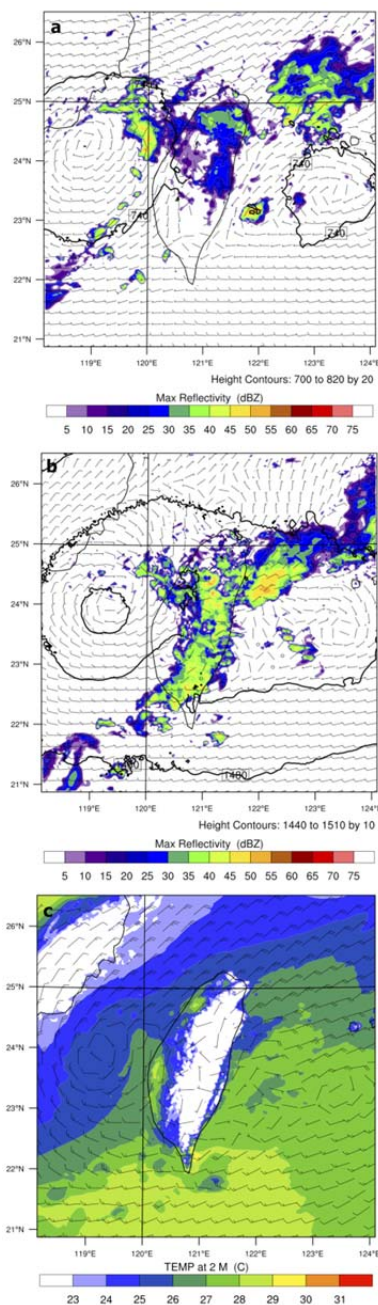 a
26°N
25°N
24°N
23°N
22°N
21°N
740
740
740
119°E 120°E 121°E 122°E 123°E 124°E
Height Contours: 700 to 820 by 20
Max Reflectivity (dBZ)
5 10 15 20 25 30 35 40 45 50 55 60 65 70 75
b
26°N
25°N
24°N
23°N
22°N
21°N
1480
119°E 120°E 121°E 122°E 123°E 124°E
Height Contours: 1440 to 1510 by 10
Max Reflectivity (dBZ)
5 10 15 20 25 30 35 40 45 50 55 60 65 70 75
c
26°N
25°N
24°N
23°N
22°N
21°N
119°E 120°E 121°E 122°E 123°E 124°E
TEMP at 2 M (C)
23 24 25 26 27 28 29 30 31